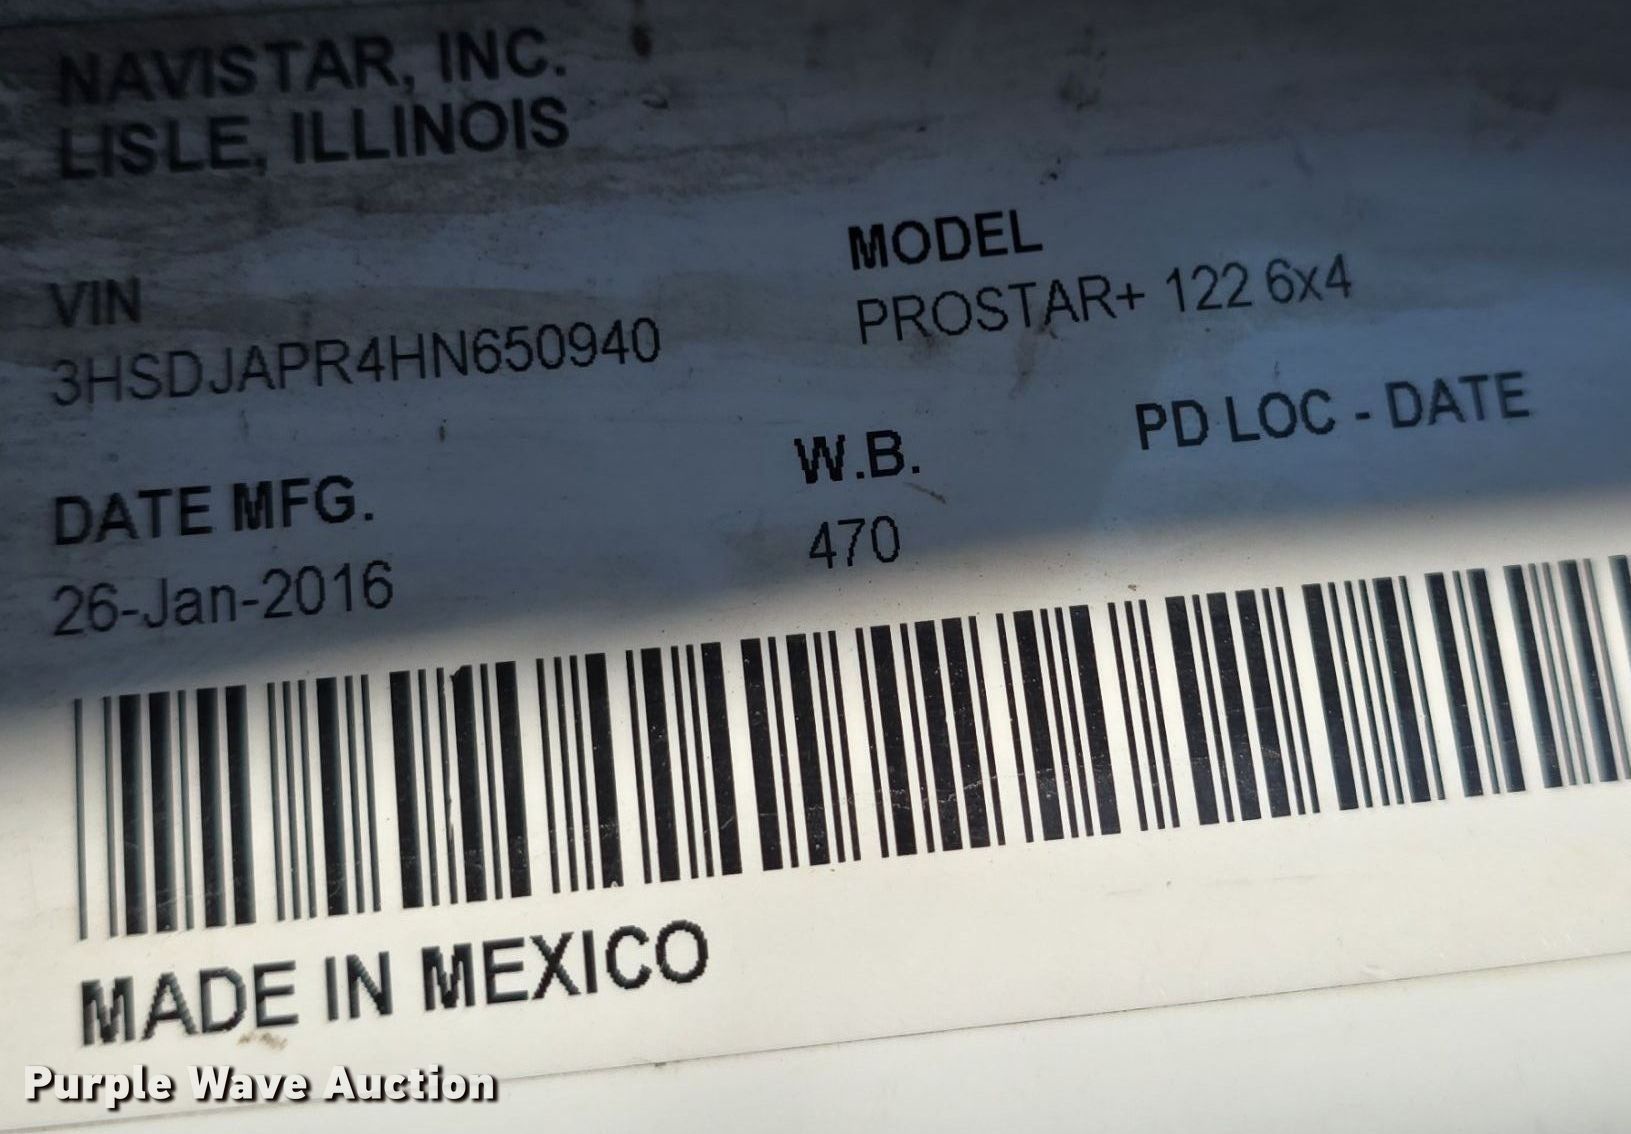 NAVISTAR, INC.
LISLE, ILLINOIS
VIN
3HSDJAPR4HN650940
MODEL
PROSTAR+ 122 6x4
DATE MFG.
26-Jan-2016
W.B.
470
PD LOC - DATE
MADE IN MEXICO
Purple Wave Auction